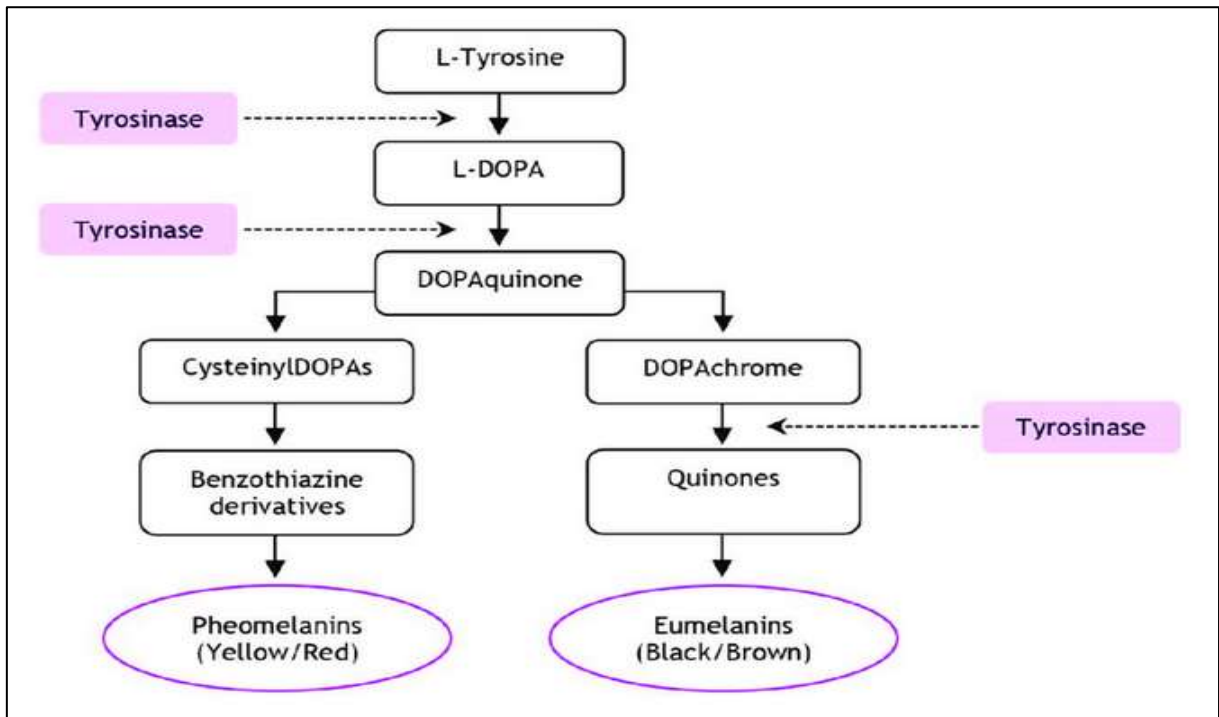 L-Tyrosine
Tyrosinase
L-DOPA
Tyrosinase
DOPAquinone
CysteinylDOPAs
DOPAchrome
Tyrosinase
Benzothiazine
derivatives
Quinones
Pheomelanins
(Yellow/Red)
Eumelanins
(Black/Brown)